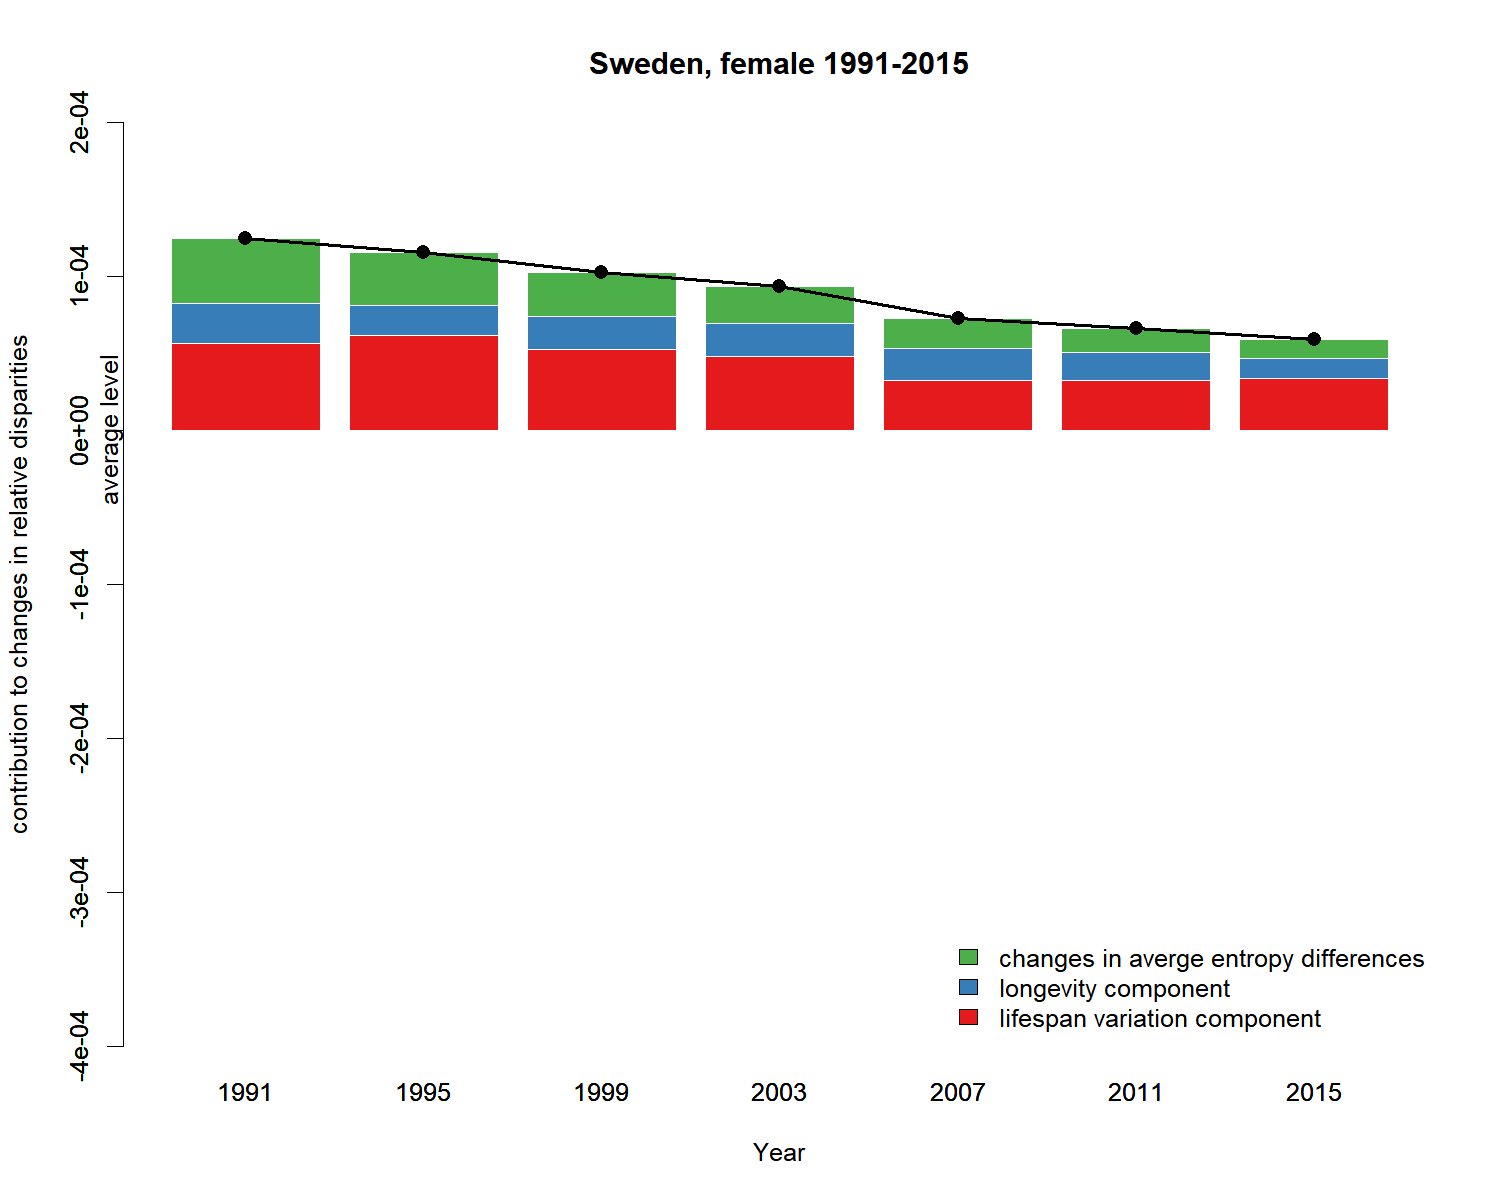 Sweden, female 1991-2015
contribution to changes in relative disparities
average level
2e-04
1e-04
0e+00
-1e-04
-2e-04
-3e-04
-4e-04
changes in averge entropy differences
longevity component
lifespan variation component
1991 1995 1999 2003 2007 2011 2015
Year